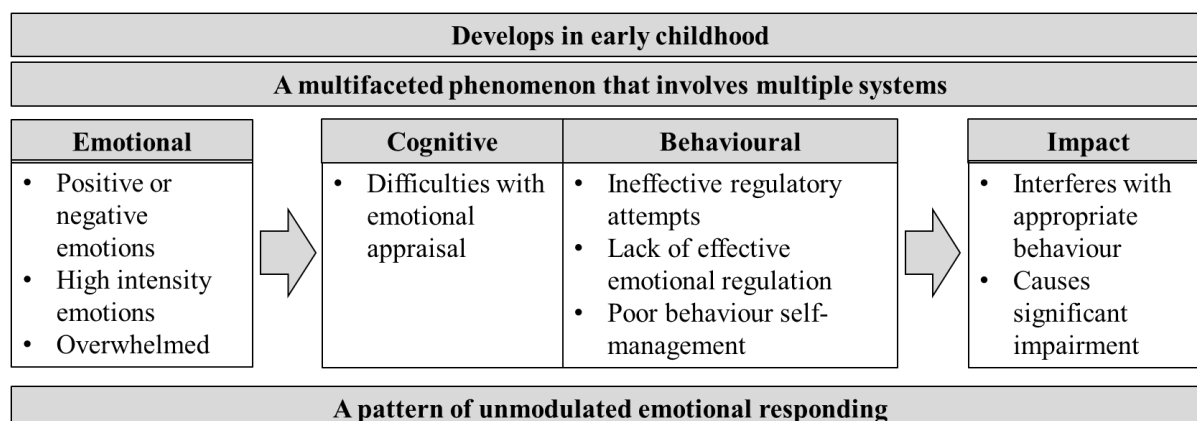 Develops in early childhood
A multifaceted phenomenon that involves multiple systems
Emotional
• Positive or
negative
emotions
• High intensity
emotions
• Overwhelmed
Cognitive
• Difficulties with
emotional
appraisal
Behavioural
• Ineffective regulatory
attempts
• Lack of effective
emotional regulation
• Poor behaviour self-
management
Impact
• Interferes with
appropriate
behaviour
• Causes
significant
impairment
A pattern of unmodulated emotional responding